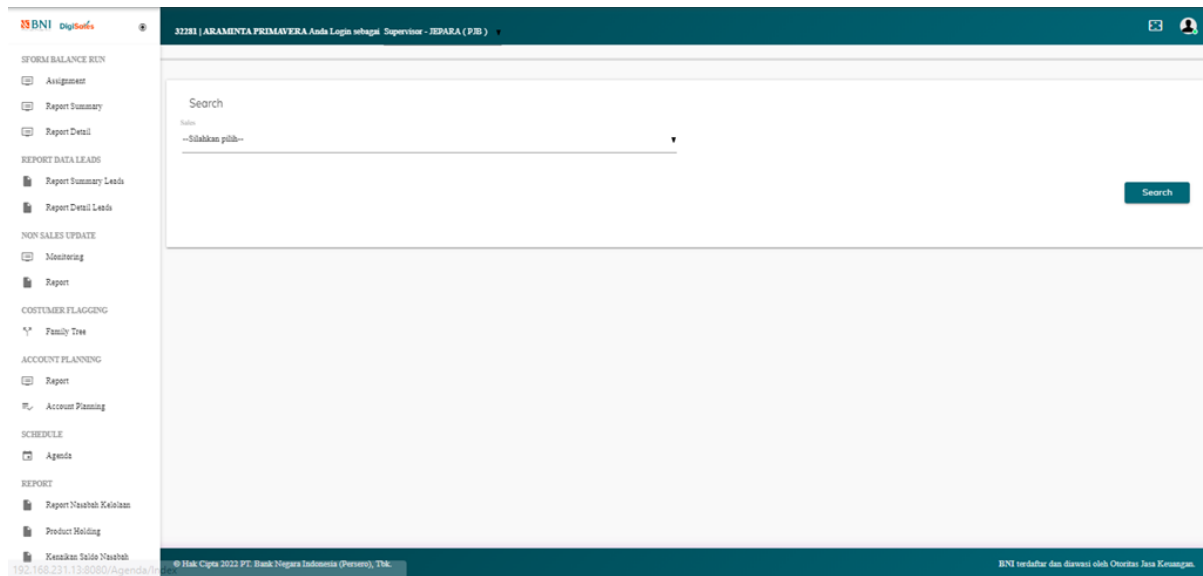 BNI DigiSales
32281 | ARAMINTA PRIMAVERA Anda Login sebagai Supervisor - JEPARA ( PJB )
SFORM BALANCE RUN
Assignment
Report Summary
Report Detail
REPORT DATA LEADS
Report Summary Leads
Report Detail Leads
NON SALES UPDATE
Monitoring
Report
COSTUMER FLAGGING
Family Tree
ACCOUNT PLANNING
Report
Account Planning
SCHEDULE
Agenda
REPORT
Report Nasabah Kelolaan
Product Holding
Kenaikan Saldo Nasabah
192.168.231.13:8080/Agenda/Index
Search
Sales
--Silahkan pilih--
Search
© Hak Cipta 2022 PT. Bank Negara Indonesia (Persero), Tbk.
BNI terdaftar dan diawasi oleh Otoritas Jasa Keuangan.